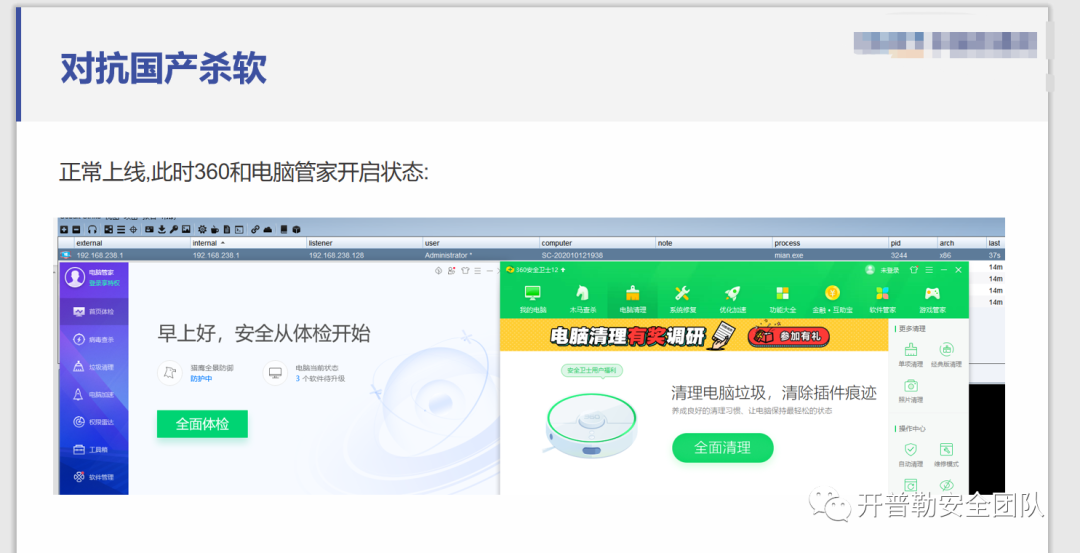 对抗国产杀软
正常上线,此时360和电脑管家开启状态:
external internal listener user computer note process pid arch last
192.168.238.1 192.168.238.1 192.168.238.128 Administrator * SC-202010121938 mian.exe 3244 x86 37s
14m
14m
14m
14m
电脑管家
登录享特权
首页体检
病毒查杀
垃圾清理
电脑加速
权限雷达
工具箱
软件管理
早上好，安全从体检开始
猎鹰全景防御
防护中
电脑当前状态
3 个软件待升级
全面体检
360安全卫士12
未登录
我的电脑 木马查杀 电脑清理 系统修复 优化加速 功能大全 金融·互助金 软件管家 游戏管家
电脑清理有奖调研
参加有礼
安全卫士用户福利
清理电脑垃圾，清除插件痕迹
养成良好的清理习惯、让电脑保持最轻松的状态
全面清理
更多清理
单项清理 经典版清理
照片清理
操作中心
自动清理 维修模式
开普勒安全团队